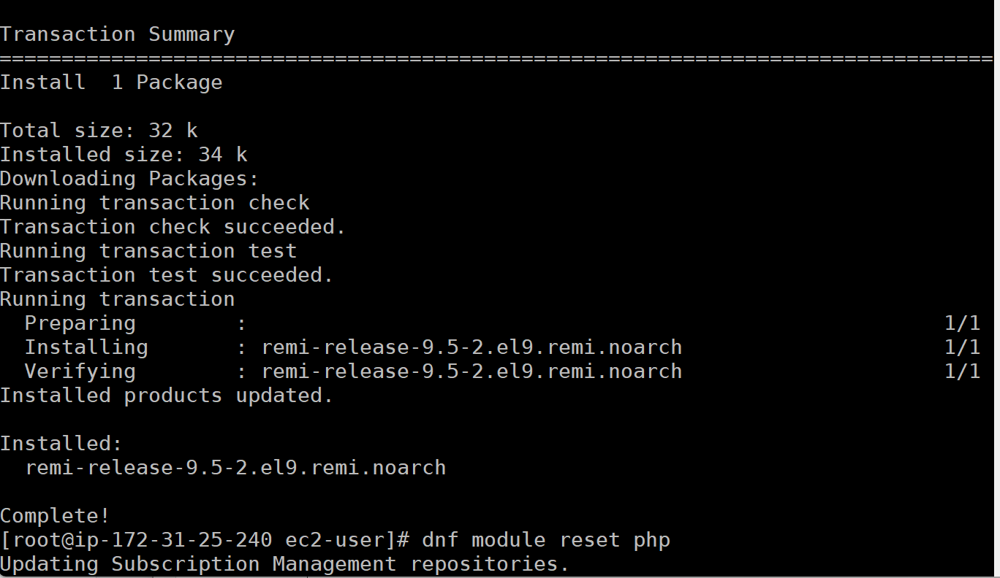 Transaction Summary
================================================================================
Install  1 Package
Total size: 32 k
Installed size: 34 k
Downloading Packages:
Running transaction check
Transaction check succeeded.
Running transaction test
Transaction test succeeded.
Running transaction
  Preparing        :                                                        1/1
  Installing       : remi-release-9.5-2.el9.remi.noarch                     1/1
  Verifying        : remi-release-9.5-2.el9.remi.noarch                     1/1
Installed products updated.
Installed:
  remi-release-9.5-2.el9.remi.noarch
Complete!
[root@ip-172-31-25-240 ec2-user]# dnf module reset php
Updating Subscription Management repositories.